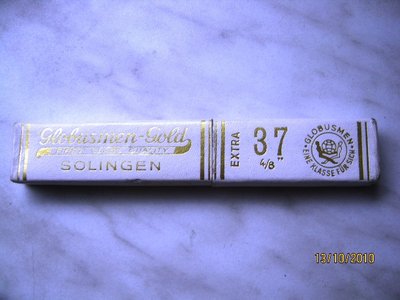 Globusmen-Gold
SOLINGEN
EXTRA
37
4/8"
GLOBUSMEN
EINE KLASSE FÜR SICH
13/10/2010